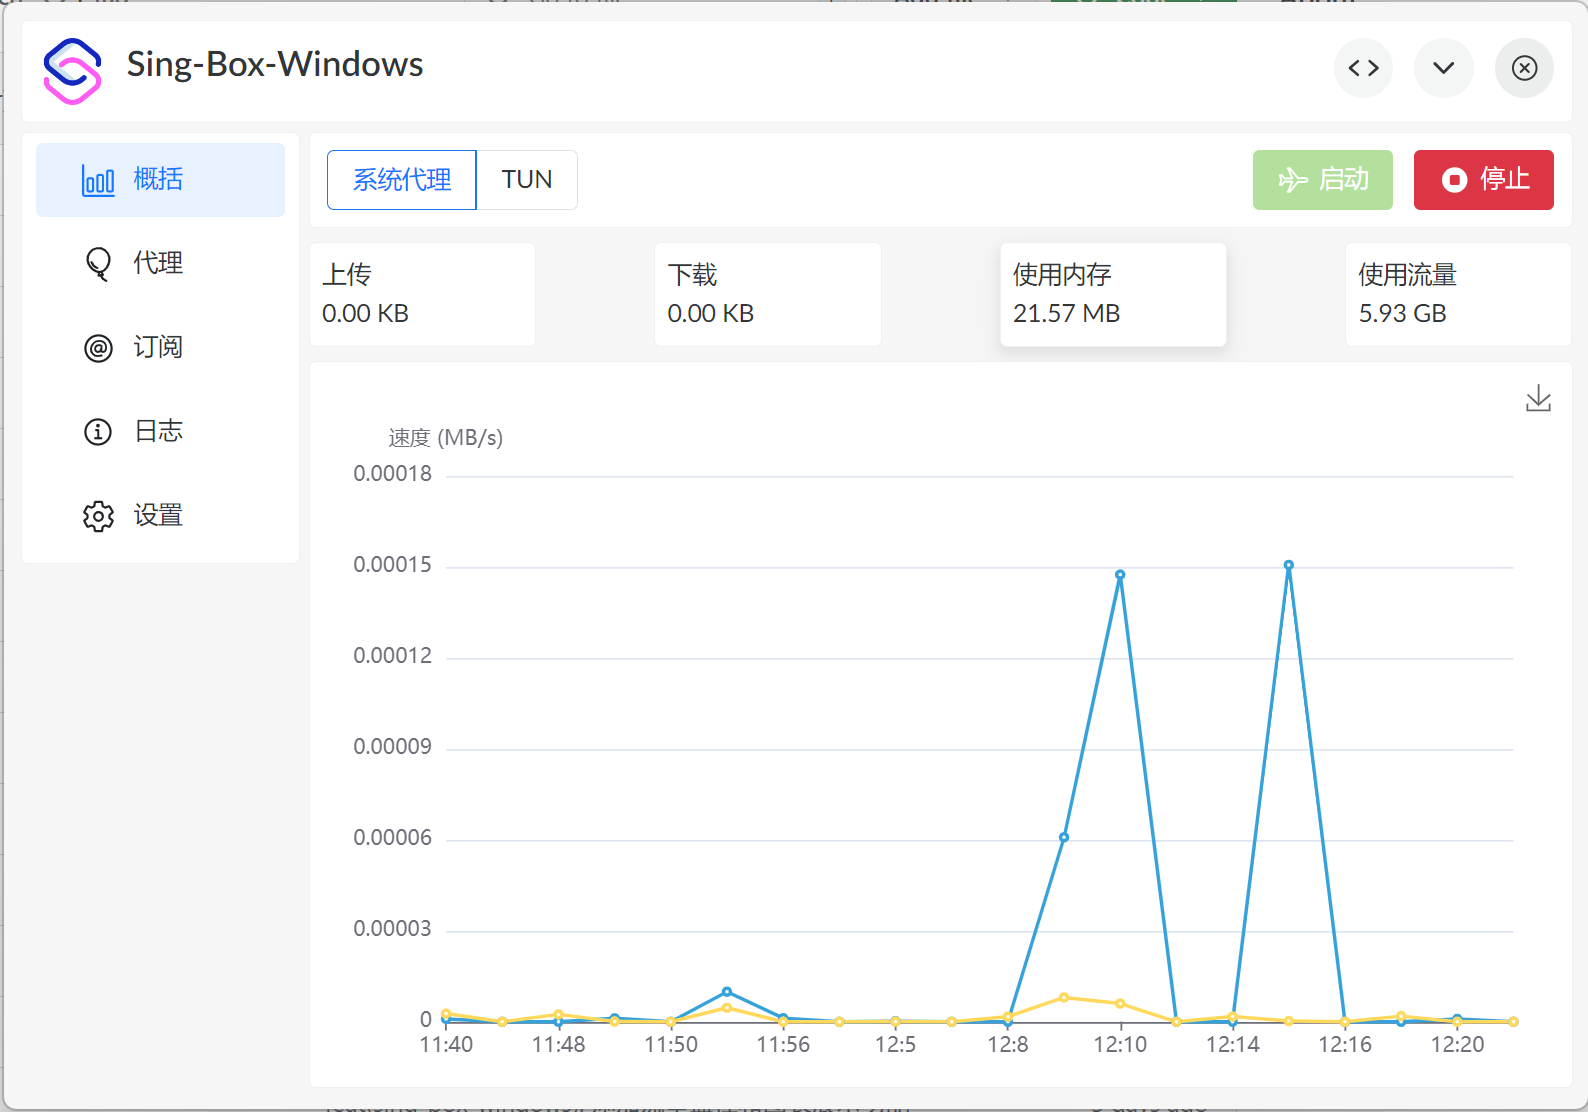 Sing-Box-Windows
概括
代理
订阅
日志
设置
系统代理 TUN
启动 停止
上传
0.00 KB
下载
0.00 KB
使用内存
21.57 MB
使用流量
5.93 GB
速度 (MB/s)
0.00018
0.00015
0.00012
0.00009
0.00006
0.00003
0
11:40 11:48 11:50 11:56 12:5 12:8 12:10 12:14 12:16 12:20